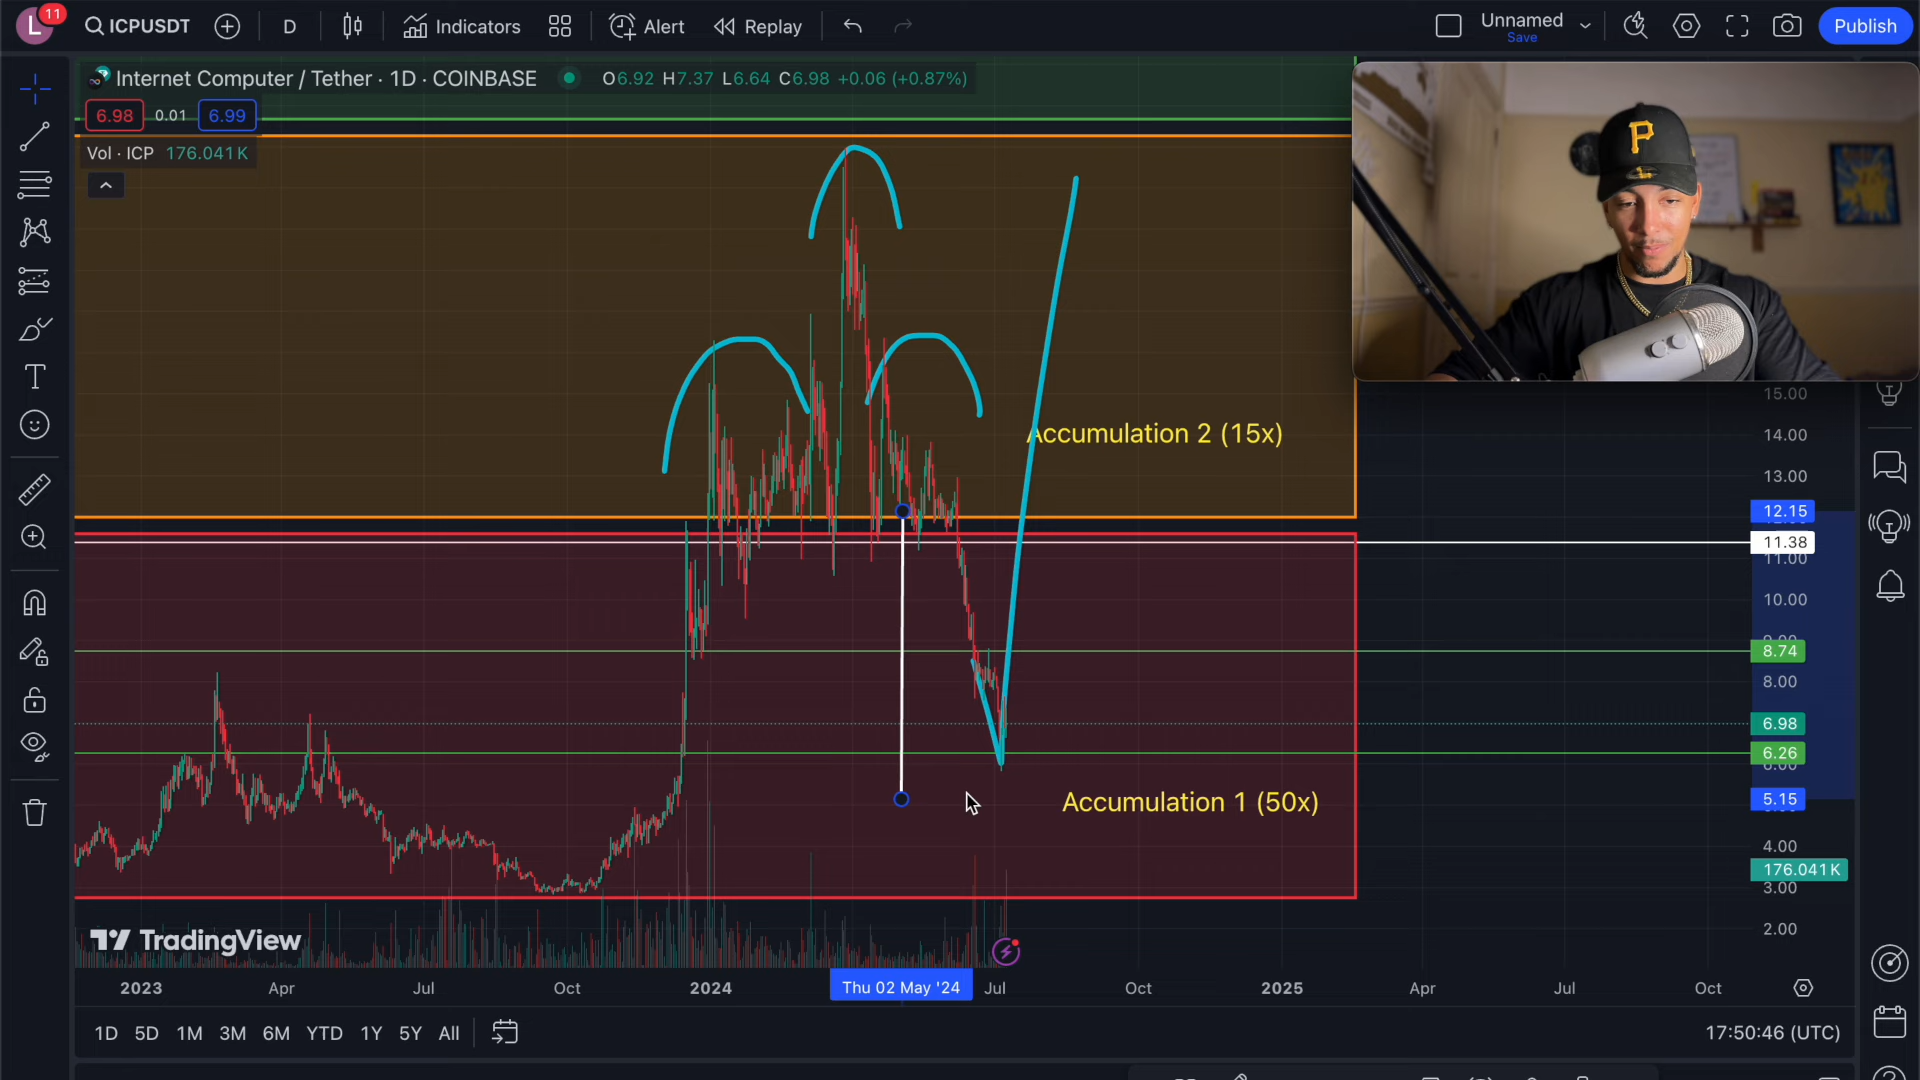 L 11 ICPUSDT D Indicators Alert Replay Unnamed Save Publish
Internet Computer / Tether · 1D · COINBASE O6.92 H7.37 L6.64 C6.98 +0.06 (+0.87%)
6.98 0.01 6.99
Vol · ICP 176.041K
P
15.00
Accumulation 2 (15x)
14.00
13.00
12.15
11.38
11.00
10.00
8.74
8.00
6.98
6.26
6.00
Accumulation 1 (50x)
5.15
4.00
176.041K
3.00
2.00
TradingView
2023 Apr Jul Oct 2024 Thu 02 May '24 Jul Oct 2025 Apr Jul Oct
1D 5D 1M 3M 6M YTD 1Y 5Y All 17:50:46 (UTC)